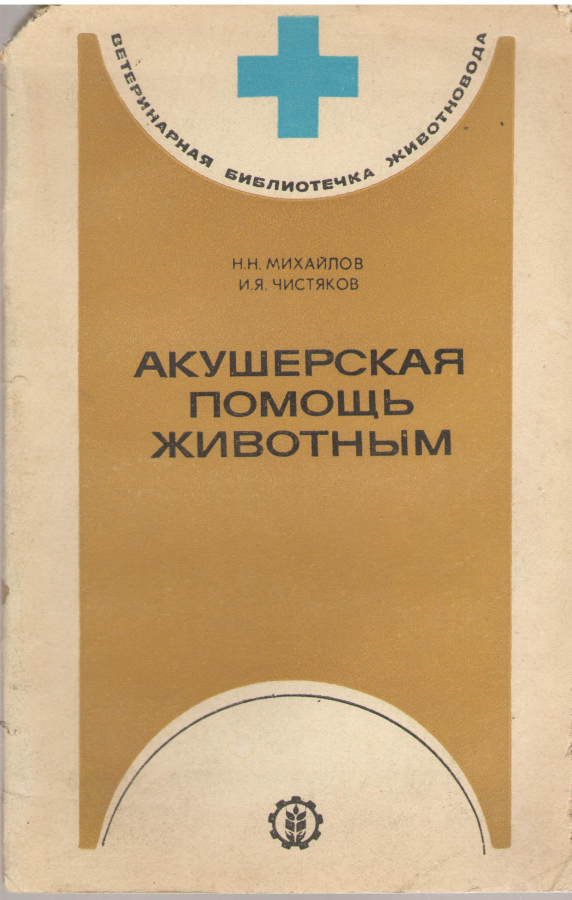 ВЕТЕРИНАРНАЯ БИБЛИОТЕЧКА ЖИВОТНОВОДА
Н.Н. МИХАЙЛОВ
И.Я. ЧИСТЯКОВ
АКУШЕРСКАЯ
ПОМОЩЬ
ЖИВОТНЫМ